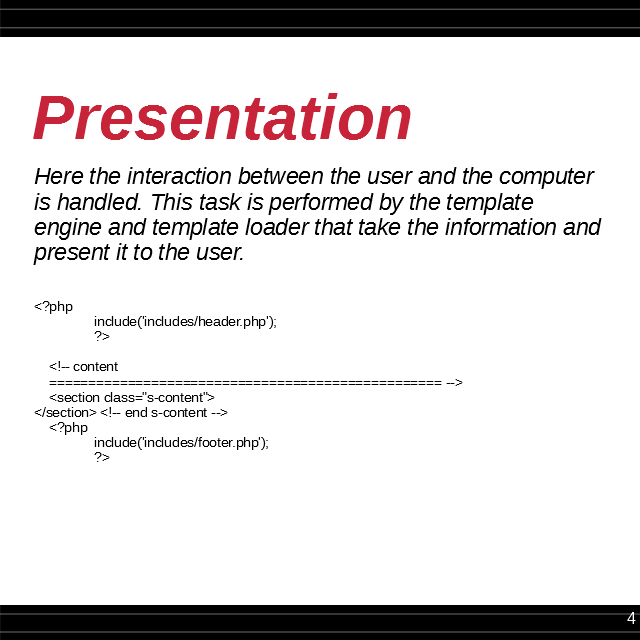 Presentation
Here the interaction between the user and the computer
is handled. This task is performed by the template
engine and template loader that take the information and
present it to the user.
<?php
include('includes/header.php');
?>
<!-- content
================================================== -->
<section class="s-content">
</section> <!-- end s-content -->
<?php
include('includes/footer.php');
?>
4